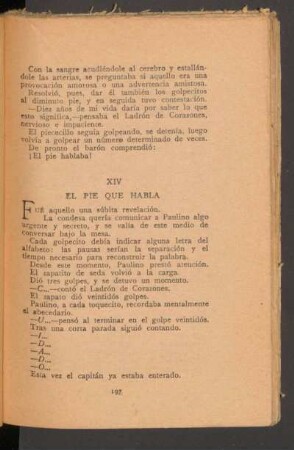 Con la sangre acudiéndole al cerebro y estallán-
dole las arterias, se preguntaba si aquello era una
provocación amorosa o una advertencia amistosa.
Resolvió, pues, dar él también los golpecitos
al diminuto pie, y en seguida tuvo contestación.
—Diez años de mi vida daría por saber lo que
esto significa,—pensaba el Ladrón de Corazones,
nervioso e impaciente.
El piececillo seguía golpeando, se detenía, luego
volvía a golpear un número determinado de veces.
De pronto el barón comprendió:
¡El pie hablaba!
XIV
EL PIE QUE HABLA
FUÉ aquello una súbita revelación.
La condesa quería comunicar a Paulino algo
urgente y secreto, y se valía de este medio de
conversar bajo la mesa.
Cada golpecito debía indicar alguna letra del
alfabeto: las pausas serían la separación y el
tiempo necesario para reconstruir la palabra.
Desde este momento, Paulino prestó atención.
El zapatito de seda volvió a la carga.
Dió tres golpes, y se detuvo un momento.
—C...—contó el Ladrón de Corazones.
El zapato dió veintidós golpes.
Paulino, a cada toquecito, recordaba mentalmente
el abecedario.
—U...—pensó al terminar en el golpe veintidós.
Tras una corta parada siguió contando.
—I...
—D...
—A...
—D...
—O...
Esta vez el capitán ya estaba enterado.
195